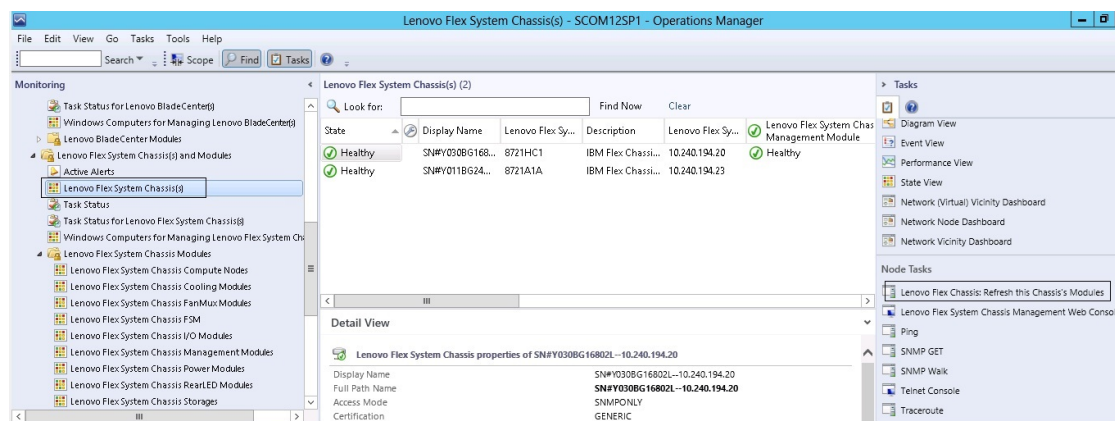 Lenovo Flex System Chassis(s) - SCOM12SP1 - Operations Manager
File Edit View Go Tasks Tools Help
Search Scope Find Tasks
Monitoring
Task Status for Lenovo BladeCenter(s)
Windows Computers for Managing Lenovo BladeCenter(s)
Lenovo BladeCenter Modules
Lenovo Flex System Chassis(s) and Modules
Active Alerts
Lenovo Flex System Chassis(s)
Task Status
Task Status for Lenovo Flex System Chassis(s)
Windows Computers for Managing Lenovo Flex System Ch
Lenovo Flex System Chassis Modules
Lenovo Flex System Chassis Compute Nodes
Lenovo Flex System Chassis Cooling Modules
Lenovo Flex System Chassis FanMux Modules
Lenovo Flex System Chassis FSM
Lenovo Flex System Chassis I/O Modules
Lenovo Flex System Chassis Management Modules
Lenovo Flex System Chassis Power Modules
Lenovo Flex System Chassis RearLED Modules
Lenovo Flex System Chassis Storages
Lenovo Flex System Chassis(s) (2)
Look for: Find Now Clear
State Display Name Lenovo Flex Sy... Description Lenovo Flex Sy... Lenovo Flex System Chas
Management Module
Healthy SN#Y030BG168... 8721HC1 IBM Flex Chassi... 10.240.194.20 Healthy
Healthy SN#Y011BG24... 8721A1A IBM Flex Chassi... 10.240.194.23
Detail View
Lenovo Flex System Chassis properties of SN#Y030BG16802L--10.240.194.20
Display Name SN#Y030BG16802L--10.240.194.20
Full Path Name SN#Y030BG16802L--10.240.194.20
Access Mode SNMPONLY
Certification GENERIC
Tasks
Diagram View
Event View
Performance View
State View
Network (Virtual) Vicinity Dashboard
Network Node Dashboard
Network Vicinity Dashboard
Node Tasks
Lenovo Flex Chassis: Refresh this Chassis's Modules
Lenovo Flex System Chassis Management Web Conso
Ping
SNMP GET
SNMP Walk
Telnet Console
Traceroute